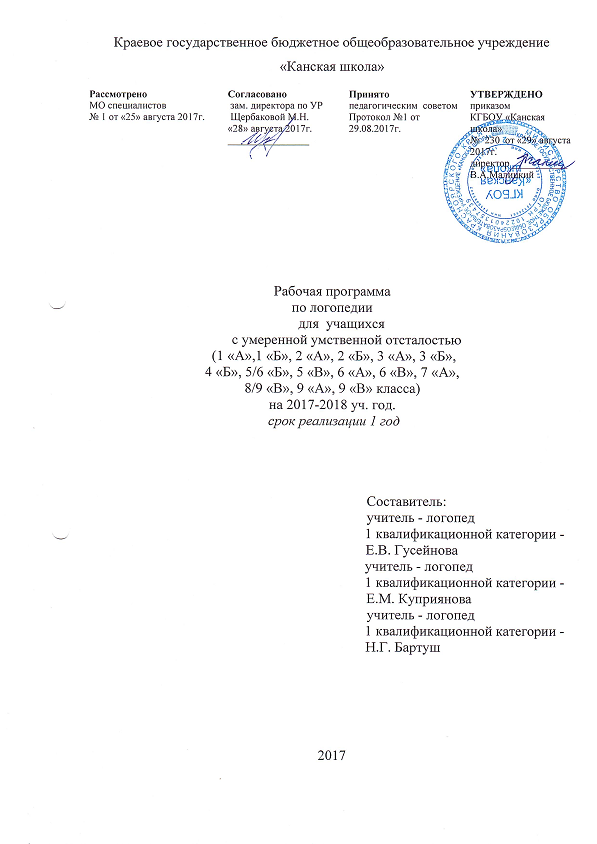 Краевое государственное бюджетное общеобразовательное учреждение
«Канская школа»
Рассмотрено
МО специалистов
№ 1 от «25» августа 2017г.
Согласовано
зам. директора по УР
Щербаковой М.Н.
«28» августа 2017г.
Принято
педагогическим советом
Протокол №1 от
29.08.2017г.
УТВЕРЖДЕНО
приказом
КГБОУ «Канская
школа»
№ 230 от «29» августа
2017г.
директор
В.А.Малицкий
КГБОУ
«Канская
школа»
Рабочая программа
по логопедии
для учащихся
с умеренной умственной отсталостью
(1 «А»,1 «Б», 2 «А», 2 «Б», 3 «А», 3 «Б»,
4 «Б», 5/6 «Б», 5 «В», 6 «А», 6 «В», 7 «А»,
8/9 «В», 9 «А», 9 «В» класса)
на 2017-2018 уч. год.
срок реализации 1 год
Составитель:
учитель - логопед
1 квалификационной категории -
Е.В. Гусейнова
учитель - логопед
1 квалификационной категории -
Е.М. Куприянова
учитель - логопед
1 квалификационной категории -
Н.Г. Бартуш
2017